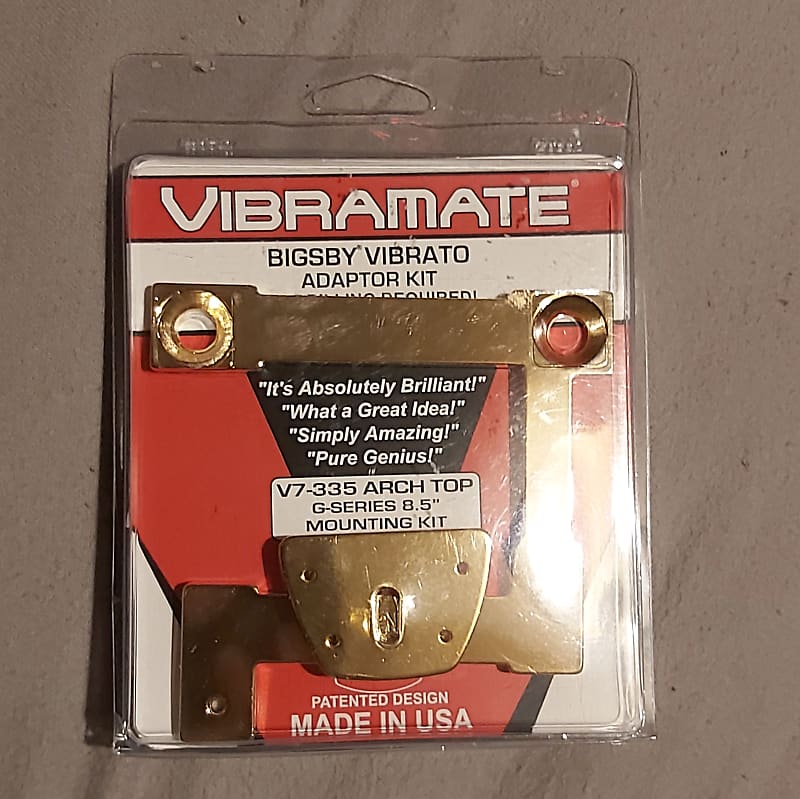 VIBRAMATE®
BIGSBY VIBRATO
ADAPTOR KIT
REQUIRED!
"It's Absolutely Brilliant!"
"What a Great Idea!"
"Simply Amazing!"
"Pure Genius!"
V7-335 ARCH TOP
G-SERIES 8.5"
MOUNTING KIT
PATENTED DESIGN
MADE IN USA